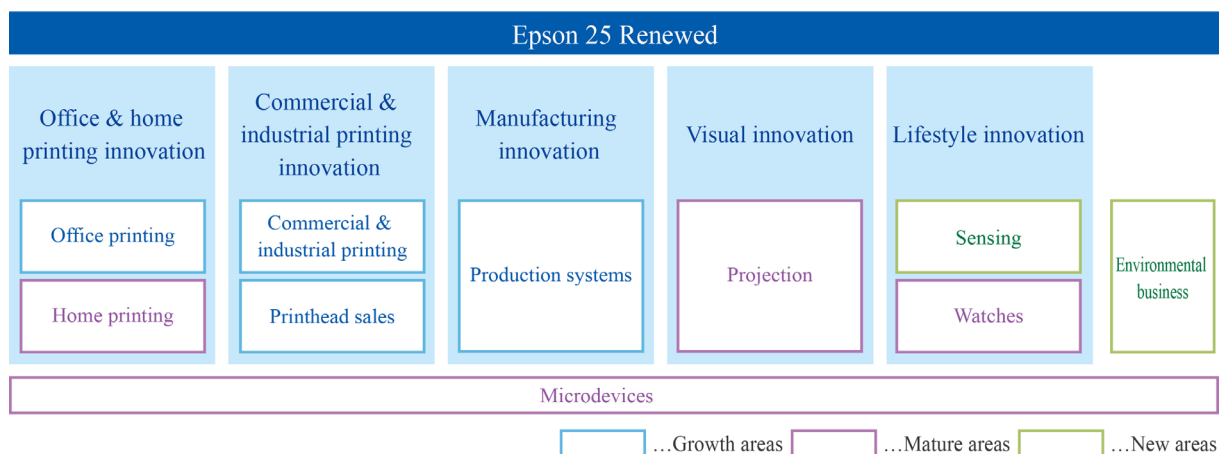 Epson 25 Renewed
Office & home
printing innovation
Commercial &
industrial printing
innovation
Manufacturing
innovation
Visual innovation
Lifestyle innovation
Office printing
Home printing
Commercial &
industrial printing
Printhead sales
Production systems
Projection
Sensing
Watches
Environmental
business
Microdevices
…Growth areas
…Mature areas
…New areas